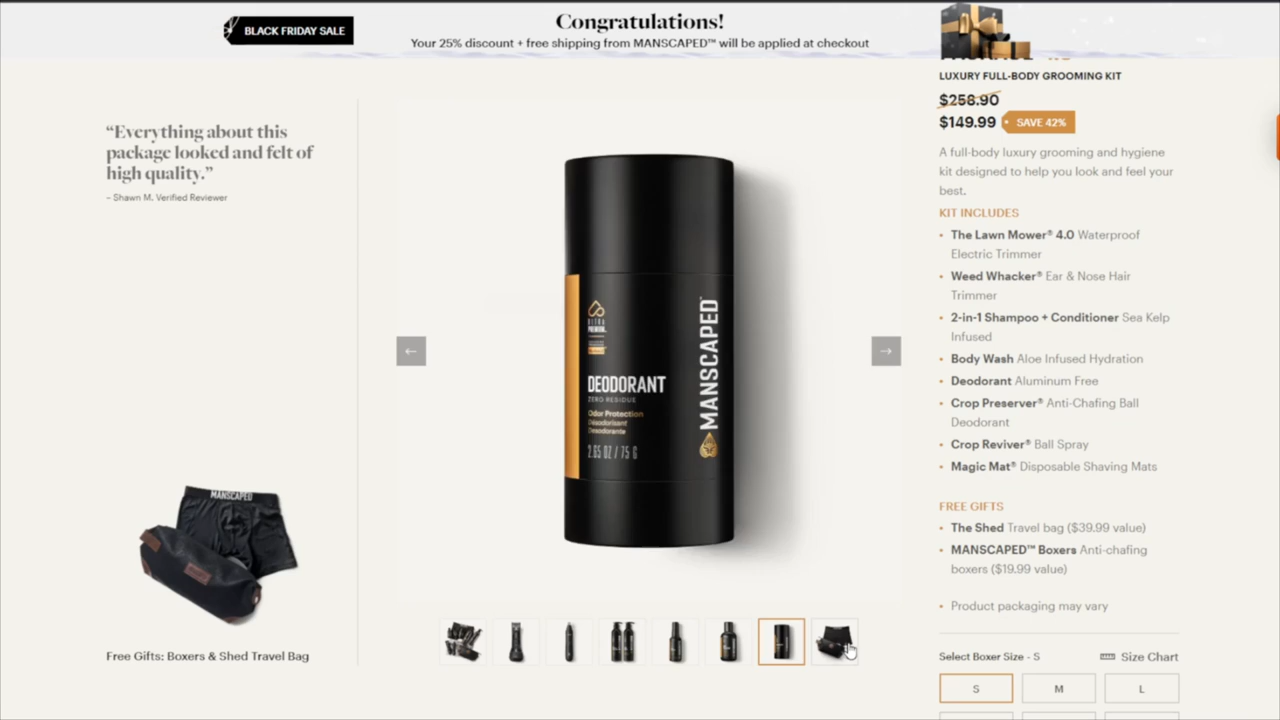 BLACK FRIDAY SALE
Congratulations!
Your 25% discount + free shipping from MANSCAPED™ will be applied at checkout
LUXURY FULL-BODY GROOMING KIT
$258.90
$149.99 SAVE 42%
A full-body luxury grooming and hygiene
kit designed to help you look and feel your
best.
KIT INCLUDES
• The Lawn Mower® 4.0 Waterproof
Electric Trimmer
• Weed Whacker® Ear & Nose Hair
Trimmer
• 2-in-1 Shampoo + Conditioner Sea Kelp
Infused
• Body Wash Aloe Infused Hydration
• Deodorant Aluminum Free
• Crop Preserver® Anti-Chafing Ball
Deodorant
• Crop Reviver® Ball Spray
• Magic Mat® Disposable Shaving Mats
FREE GIFTS
• The Shed Travel bag ($39.99 value)
• MANSCAPED™ Boxers Anti-chafing
boxers ($19.99 value)
• Product packaging may vary
Select Boxer Size - S
Size Chart
S M L
“Everything about this
package looked and felt of
high quality.”
– Shawn M. Verified Reviewer
MANSCAPED
Free Gifts: Boxers & Shed Travel Bag
PREMIUM
DEODORANT
ZERO RESIDUE
Odor Protection
Désodorisant
Desodorante
2.65 OZ / 75 G
MANSCAPED